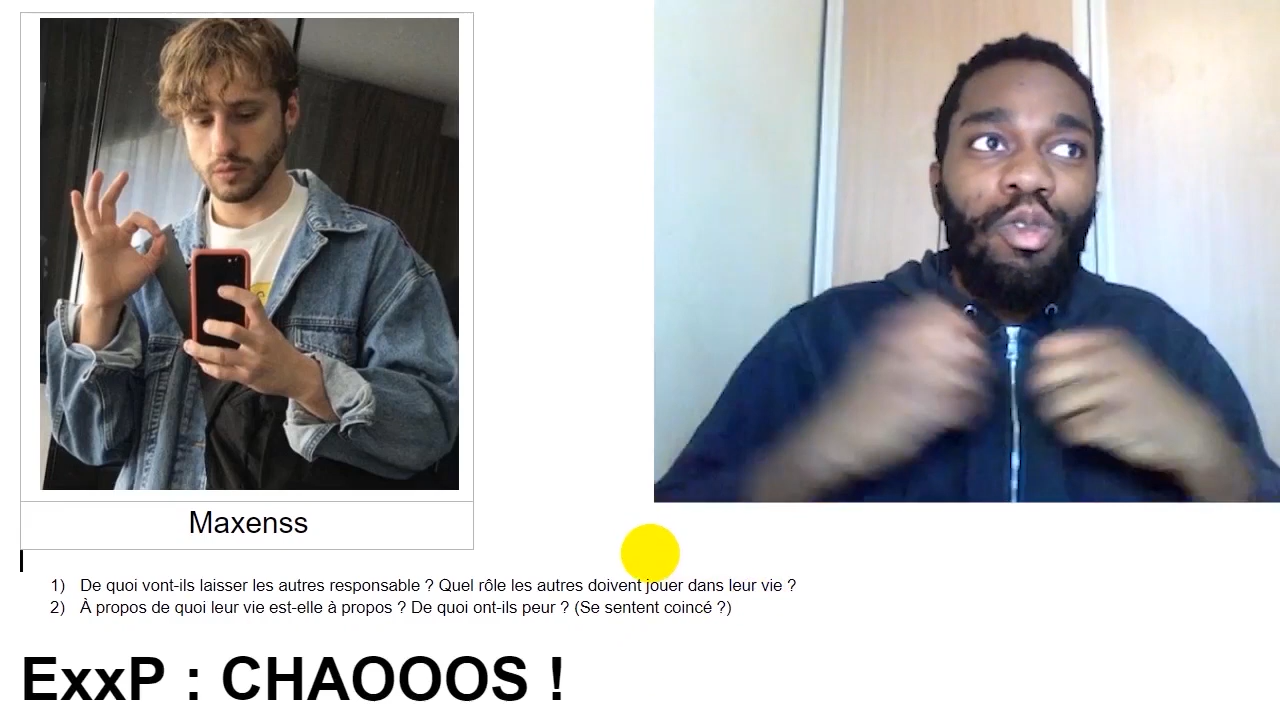 Maxenss
1) De quoi vont-ils laisser les autres responsable ? Quel rôle les autres doivent jouer dans leur vie ?
2) À propos de quoi leur vie est-elle à propos ? De quoi ont-ils peur ? (Se sentent coincé ?)
ExxP : CHAOOOS !